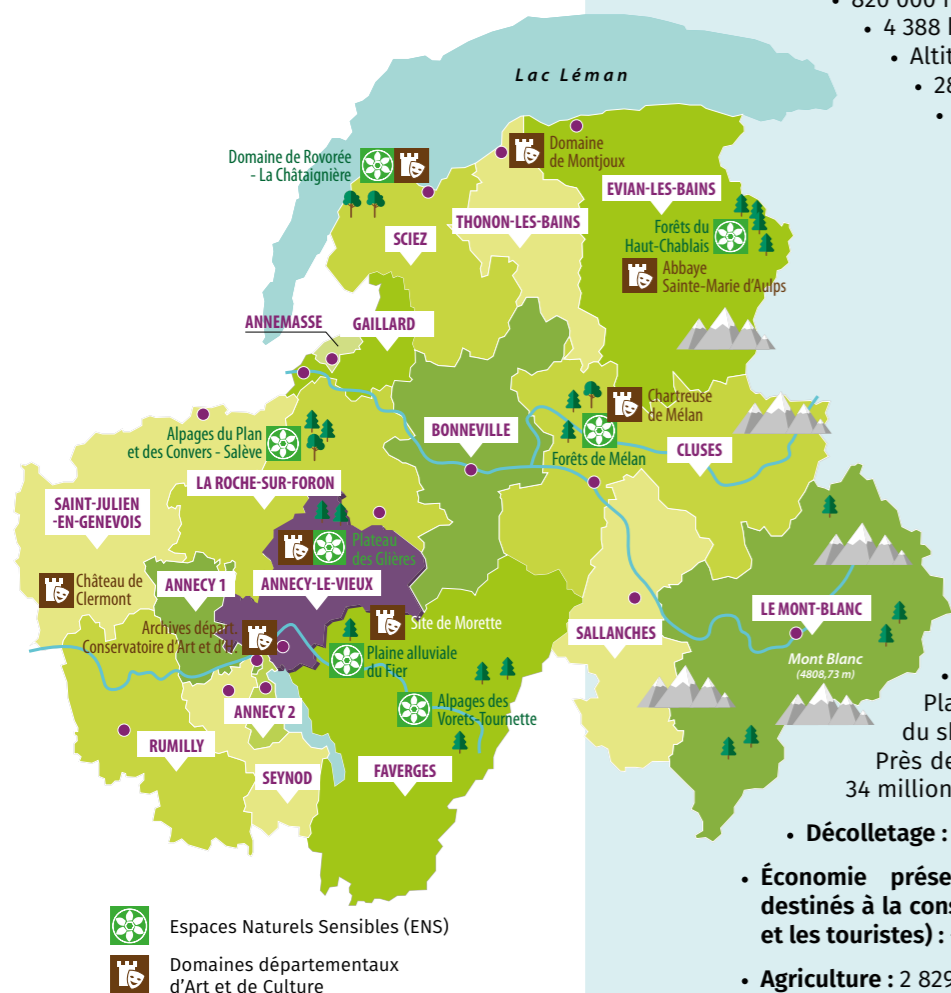 • 820 000
• 4 388
Lac Léman
• Altit
• 28
•
Domaine de Rovorée
- La Châtaignière
Domaine
de Montjoux
EVIAN-LES-BAINS
THONON-LES-BAINS
SCIEZ
Forêts du
Haut-Chablais
Abbaye
Sainte-Marie d'Aulps
ANNEMASSE
GAILLARD
Chartreuse
de Mélan
Alpages du Plan
et des Convers - Salève
BONNEVILLE
Forêts de Mélan
CLUSES
LA ROCHE-SUR-FORON
SAINT-JULIEN
-EN-GENEVOIS
Plateau
des Glières
Château de
Clermont
ANNECY 1
ANNECY-LE-VIEUX
LE MONT-BLANC
Archives départ.
Conservatoire d'Art et
Site de Morette
SALLANCHES
Plaine alluviale
du Fier
Mont Blanc
(4808,73 m)
•
Alpages des
Vorets-Tournette
ANNECY 2
Pla
du s
RUMILLY
Près de
SEYNOD
FAVERGES
34 million
• Décolletage :
• Économie prése
destinés à la cons
et les touristes) :
Espaces Naturels Sensibles (ENS)
Domaines départementaux
d'Art et de Culture
• Agriculture : 2 829